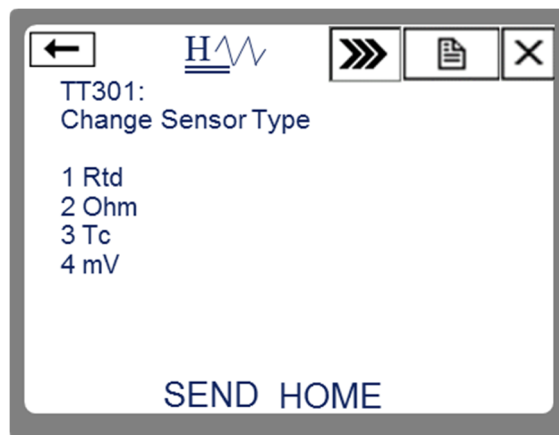 H
TT301:
Change Sensor Type
1 Rtd
2 Ohm
3 Tc
4 mV
SEND HOME